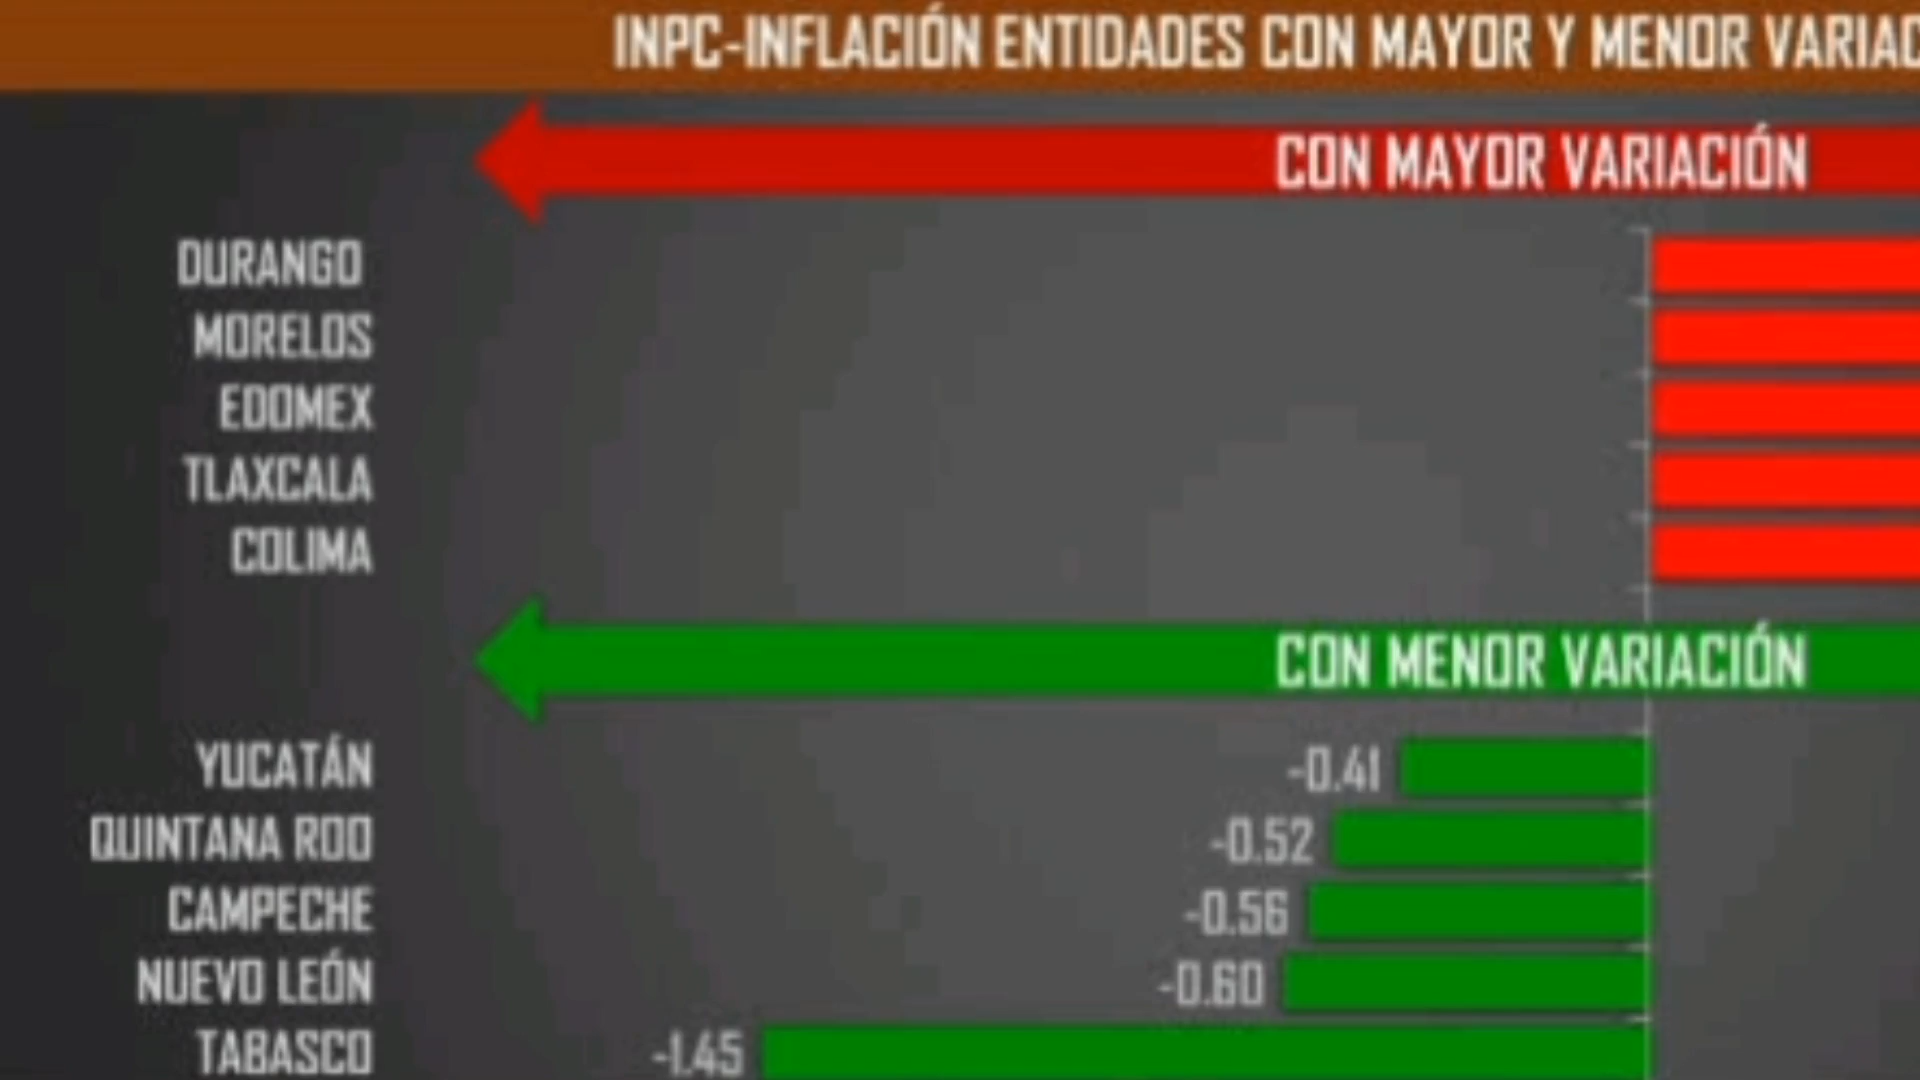 INPC-INFLACIÓN ENTIDADES CON MAYOR Y MENOR VARIAC
CON MAYOR VARIACIÓN
DURANGO
MORELOS
EDOMEX
TLAXCALA
COLIMA
CON MENOR VARIACIÓN
YUCATÁN -0.41
QUINTANA ROO -0.52
CAMPECHE -0.56
NUEVO LEÓN -0.60
TABASCO -1.45